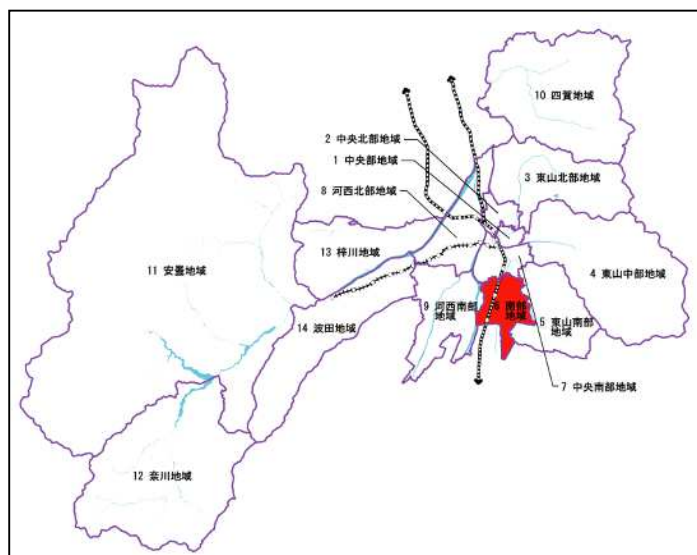 10 四賀地域
2 中央北部地域
1 中央部地域
3 東山北部地域
8 河西北部地域
13 梓川地域
11 安曇地域
4 東山中部地域
9 河西南部
地域
6 南部
地域
5 東山南部
地域
14 波田地域
7 中央南部地域
12 奈川地域